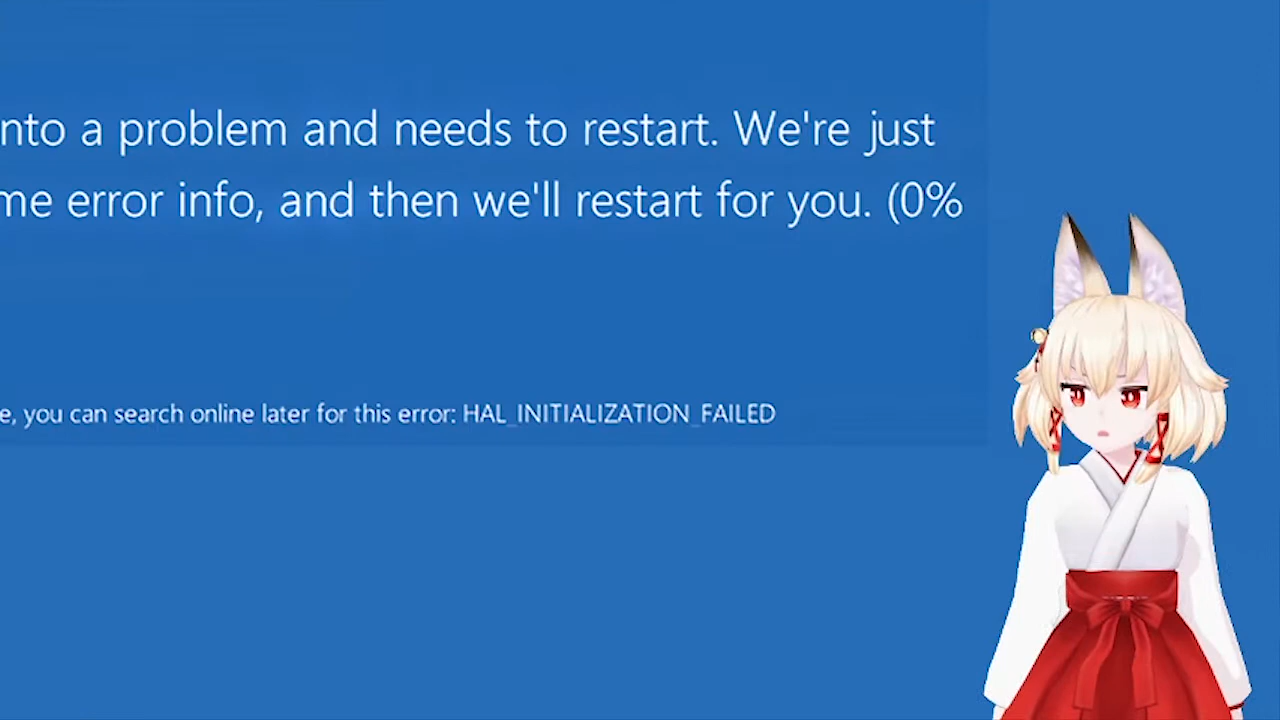 nto a problem and needs to restart. We're just
me error info, and then we'll restart for you. (0%
e, you can search online later for this error: HAL_INITIALIZATION_FAILED